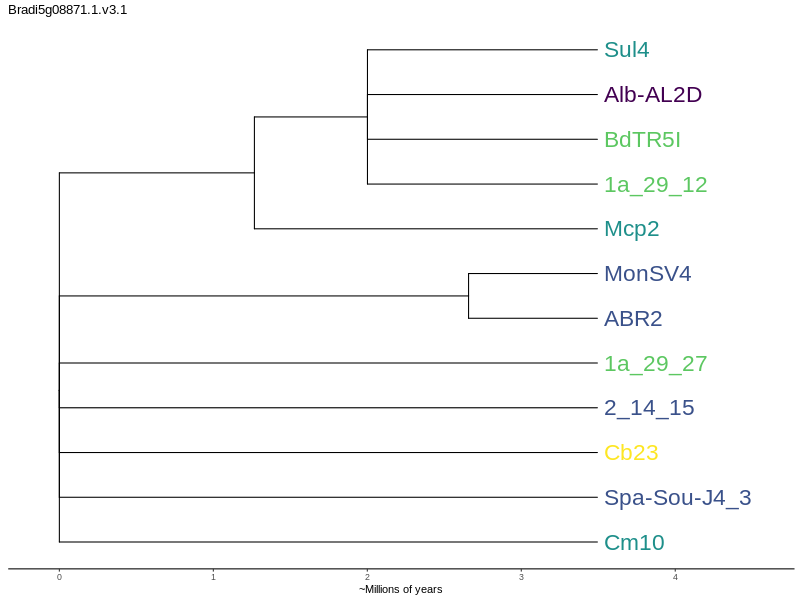 Bradi5g08871.1.v3.1
Sul4
Alb-AL2D
BdTR5I
1a_29_12
Mcp2
MonSV4
ABR2
1a_29_27
2_14_15
Cb23
Spa-Sou-J4_3
Cm10
0 1 2 3 4
~Millions of years